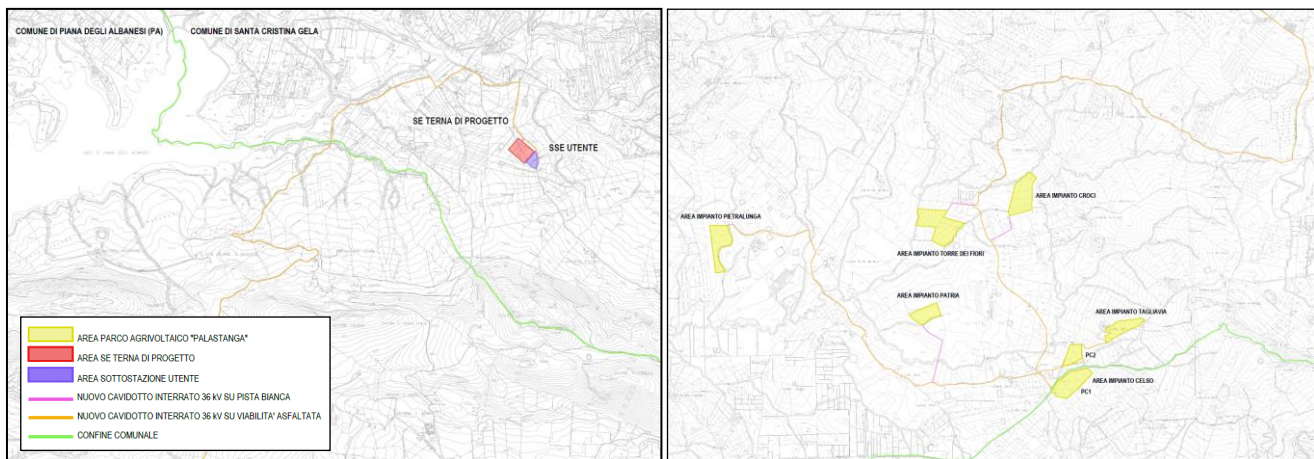 COMUNE DI PIANA DEGLI ALBANESI (PA)
COMUNE DI SANTA CRISTINA GELA
SE TERNA DI PROGETTO
SSE UTENTE
AREA PARCO AGRIVOLTAICO "PALASTANGA"
AREA SE TERNA DI PROGETTO
AREA SOTTOSTAZIONE UTENTE
NUOVO CAVIDOTTO INTERRATO 36 kV SU PISTA BIANCA
NUOVO CAVIDOTTO INTERRATO 36 kV SU VIABILITA' ASFALTATA
CONFINE COMUNALE
AREA IMPIANTO CROCI
AREA IMPIANTO PIETRALUNGA
AREA IMPIANTO TORRE DEI FIORI
AREA IMPIANTO PATRIA
AREA IMPIANTO TAGLIAVIA
PC2
AREA IMPIANTO CELSO
PC1